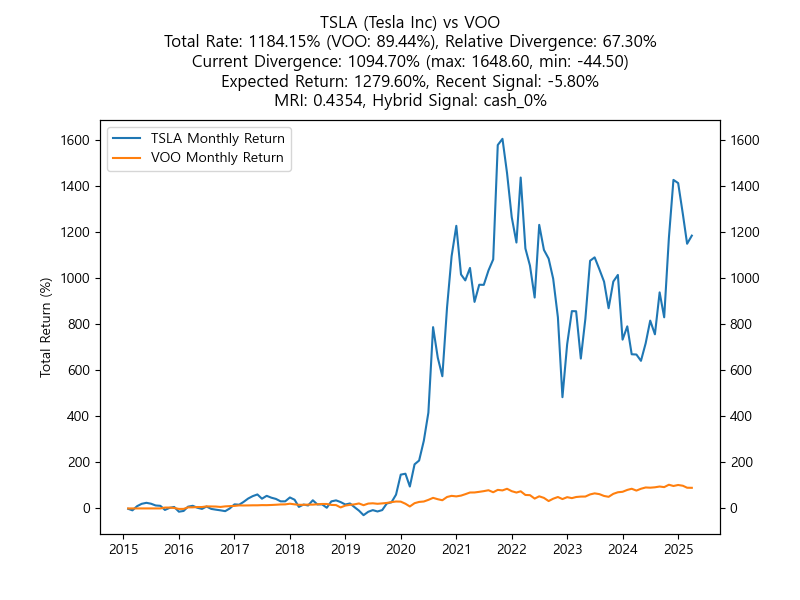 TSLA (Tesla Inc) vs VOO
Total Rate: 1184.15% (VOO: 89.44%), Relative Divergence: 67.30%
Current Divergence: 1094.70% (max: 1648.60, min: -44.50)
Expected Return: 1279.60%, Recent Signal: -5.80%
MRI: 0.4354, Hybrid Signal: cash_0%
TSLA Monthly Return
VOO Monthly Return
Total Return (%)
1600 1600
1400 1400
1200 1200
1000 1000
800 800
600 600
400 400
200 200
0 0
2015 2016 2017 2018 2019 2020 2021 2022 2023 2024 2025